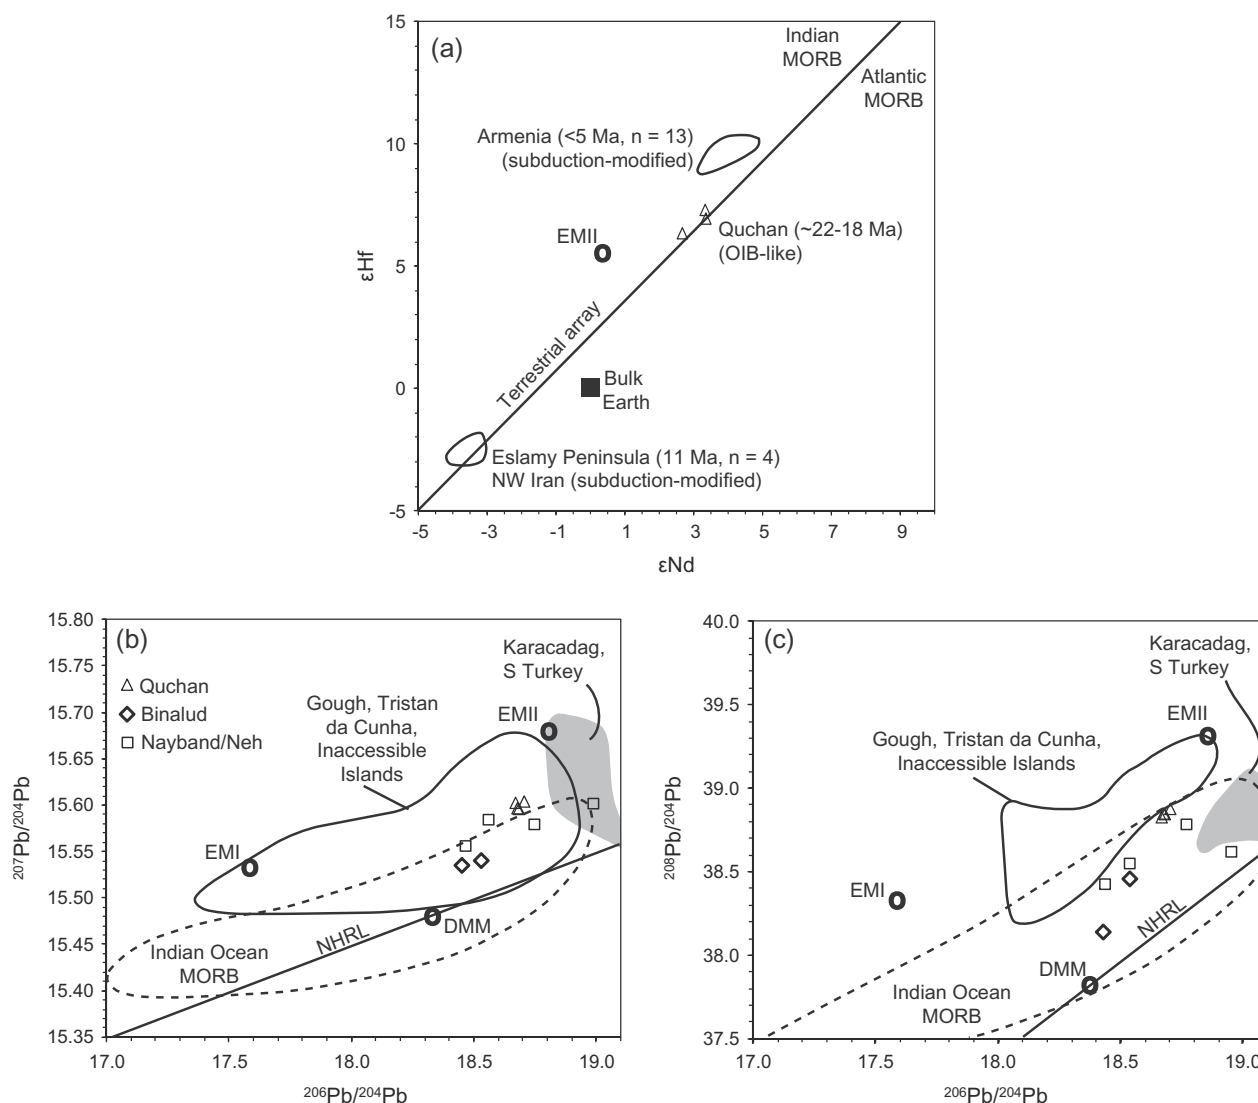 (a)
15
10
5
0
-5
εHf
-5
-3
-1
1
3
5
7
9
εNd
Indian
MORB
Atlantic
MORB
Armenia (<5 Ma, n = 13)
(subduction-modified)
Quchan (~22-18 Ma)
(OIB-like)
EMII
Terrestrial array
Bulk
Earth
Eslamy Peninsula (11 Ma, n = 4)
NW Iran (subduction-modified)
(b)
15.80
15.75
15.70
15.65
15.60
15.55
15.50
15.45
15.40
15.35
207Pb/204Pb
17.0
17.5
18.0
18.5
19.0
206Pb/204Pb
Quchan
Binalud
Nayband/Neh
Karacadag,
S Turkey
Gough, Tristan
da Cunha,
Inaccessible
Islands
EMII
EMI
DMM
NHRL
Indian Ocean
MORB
(c)
40.0
39.5
39.0
38.5
38.0
37.5
208Pb/204Pb
17.0
17.5
18.0
18.5
19.0
206Pb/204Pb
Karacadag,
S Turkey
EMII
Gough, Tristan da Cunha,
Inaccessible Islands
EMI
NHRL
DMM
Indian Ocean
MORB